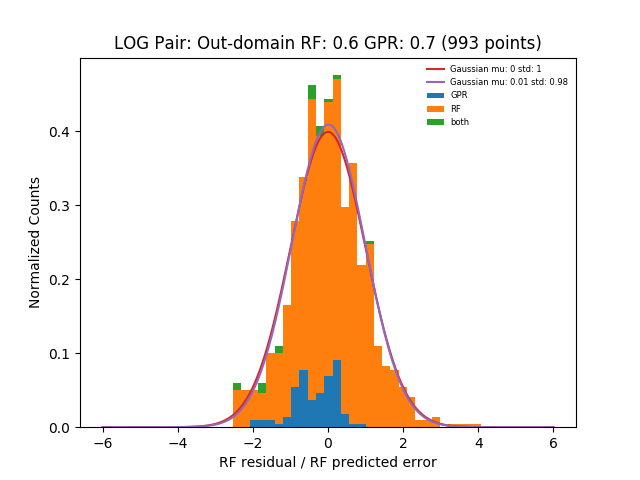 LOG Pair: Out-domain RF: 0.6 GPR: 0.7 (993 points)
Gaussian mu: 0 std: 1
Gaussian mu: 0.01 std: 0.98
GPR
RF
both
Normalized Counts
0.4
0.3
0.2
0.1
0.0
−6 −4 −2 0 2 4 6
RF residual / RF predicted error